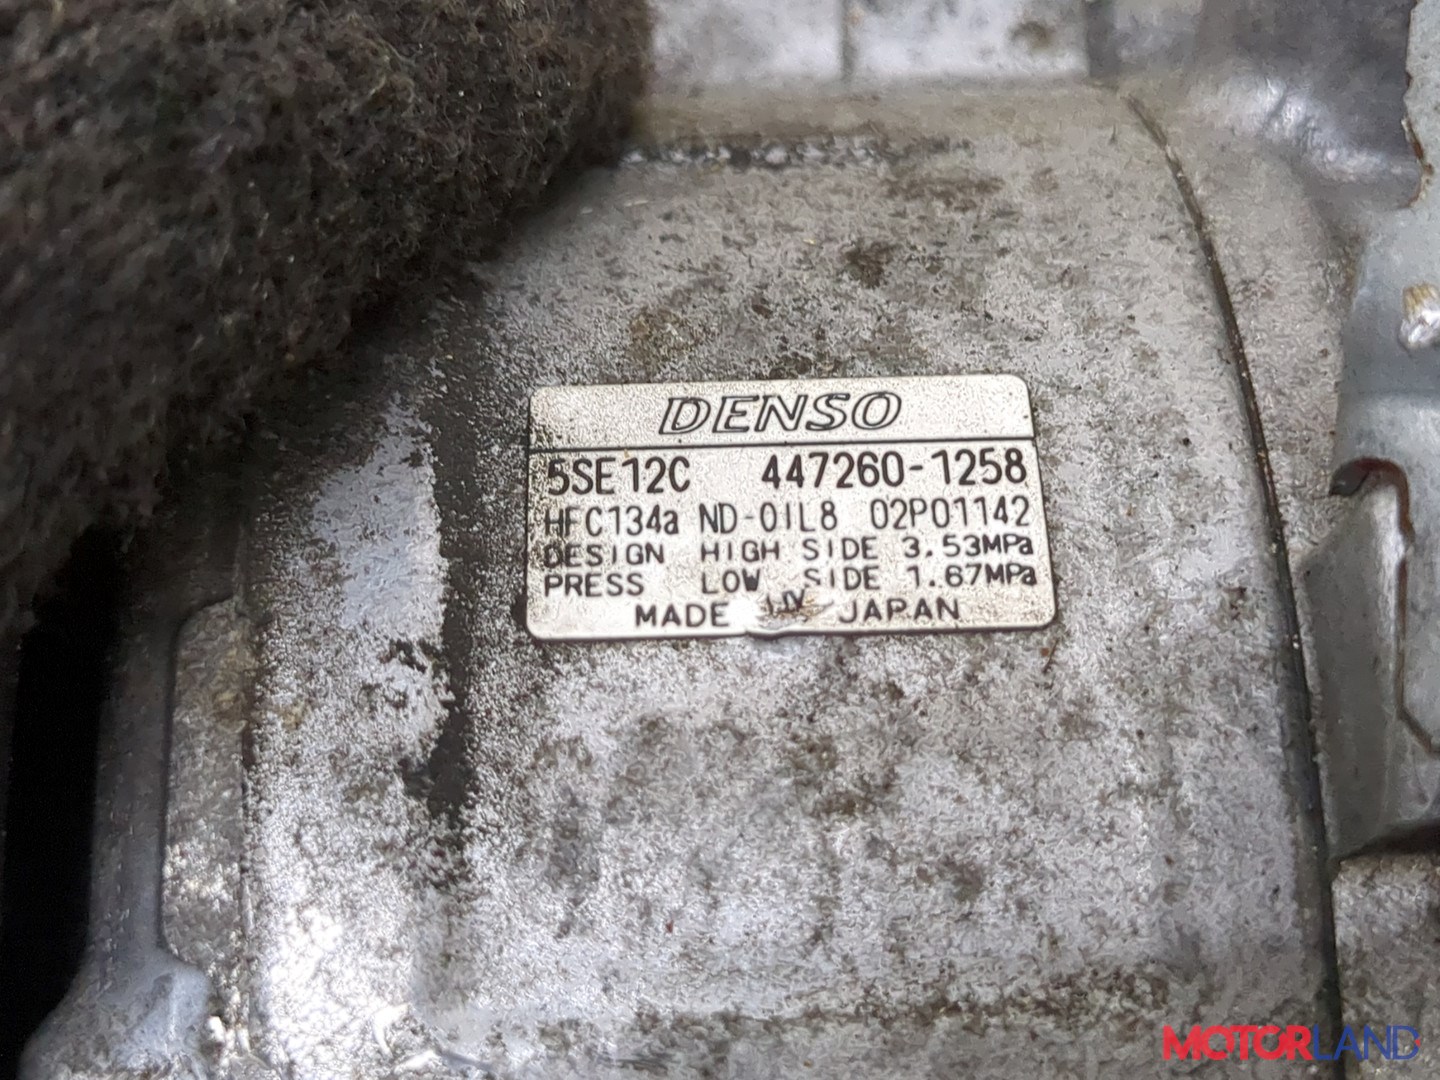 DENSO
5SE12C 447260-1258
HFC134a ND-OIL8 02P01142
DESIGN HIGH SIDE 3.53MPa
PRESS LOW SIDE 1.67MPa
MADE IN JAPAN
MOTORLAND